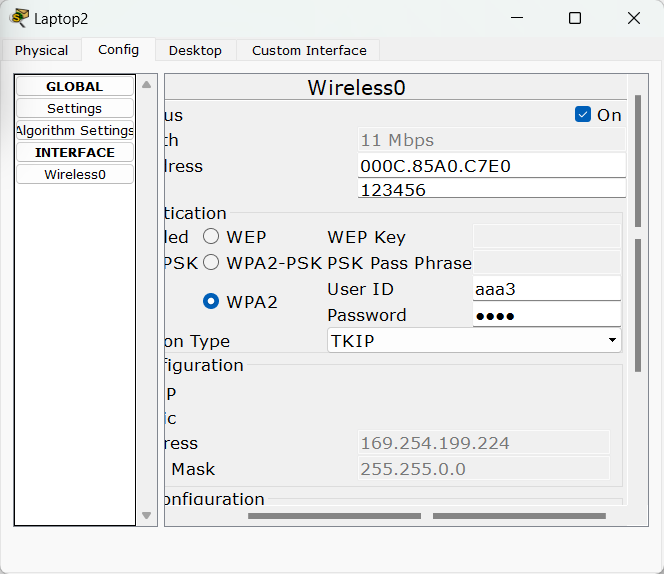 Laptop2
Physical Config Desktop Custom Interface
GLOBAL
Settings
Algorithm Settings
INTERFACE
Wireless0
Wireless0
us On
th 11 Mbps
lress 000C.85A0.C7E0
123456
tication
led WEP WEP Key
PSK WPA2-PSK PSK Pass Phrase
WPA2 User ID aaa3
Password ●●●●
on Type TKIP
figuration
P
ic
ress 169.254.199.224
Mask 255.255.0.0
onfiguration